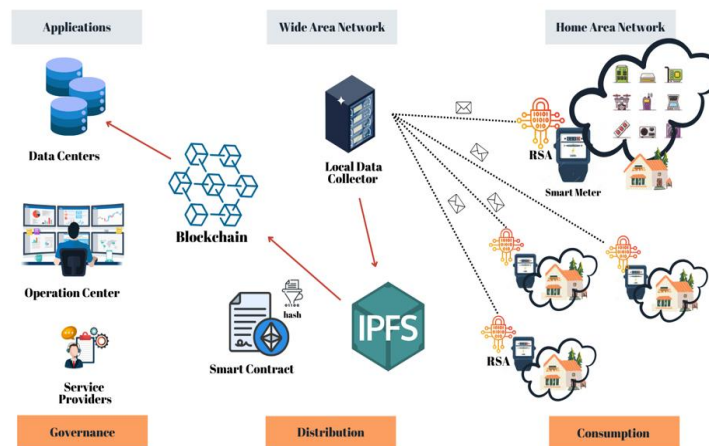 Applications
Wide Area Network
Home Area Network
Data Centers
Local Data
Collector
RSA
Smart Meter
Blockchain
Operation Center
hash
IPFS
Smart Contract
RSA
Service
Providers
Governance
Distribution
Consumption